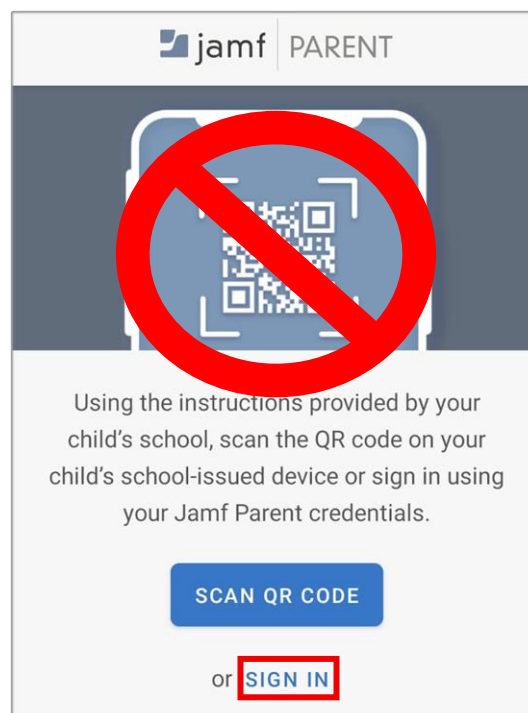 jamf PARENT
Using the instructions provided by your
child's school, scan the QR code on your
child's school-issued device or sign in using
your Jamf Parent credentials.
SCAN QR CODE
or SIGN IN